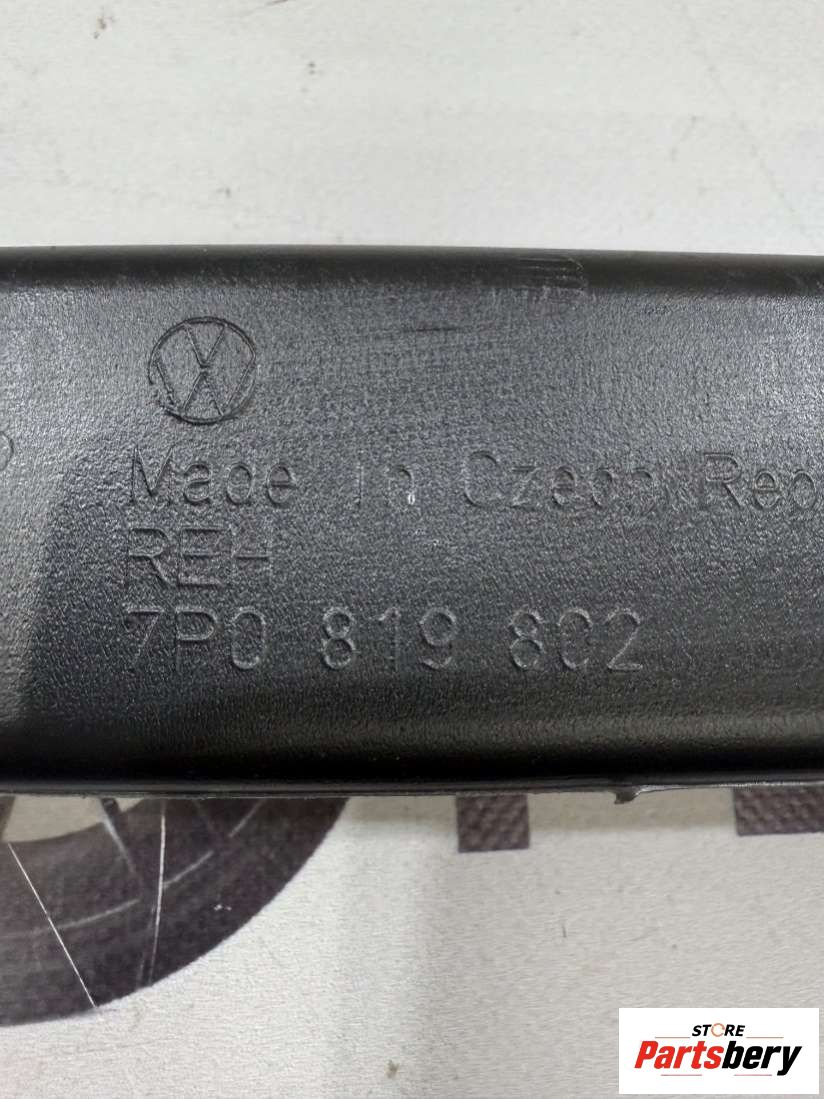 Made in Czech Rep
REH
7P0 819 802
STORE
Partsbery